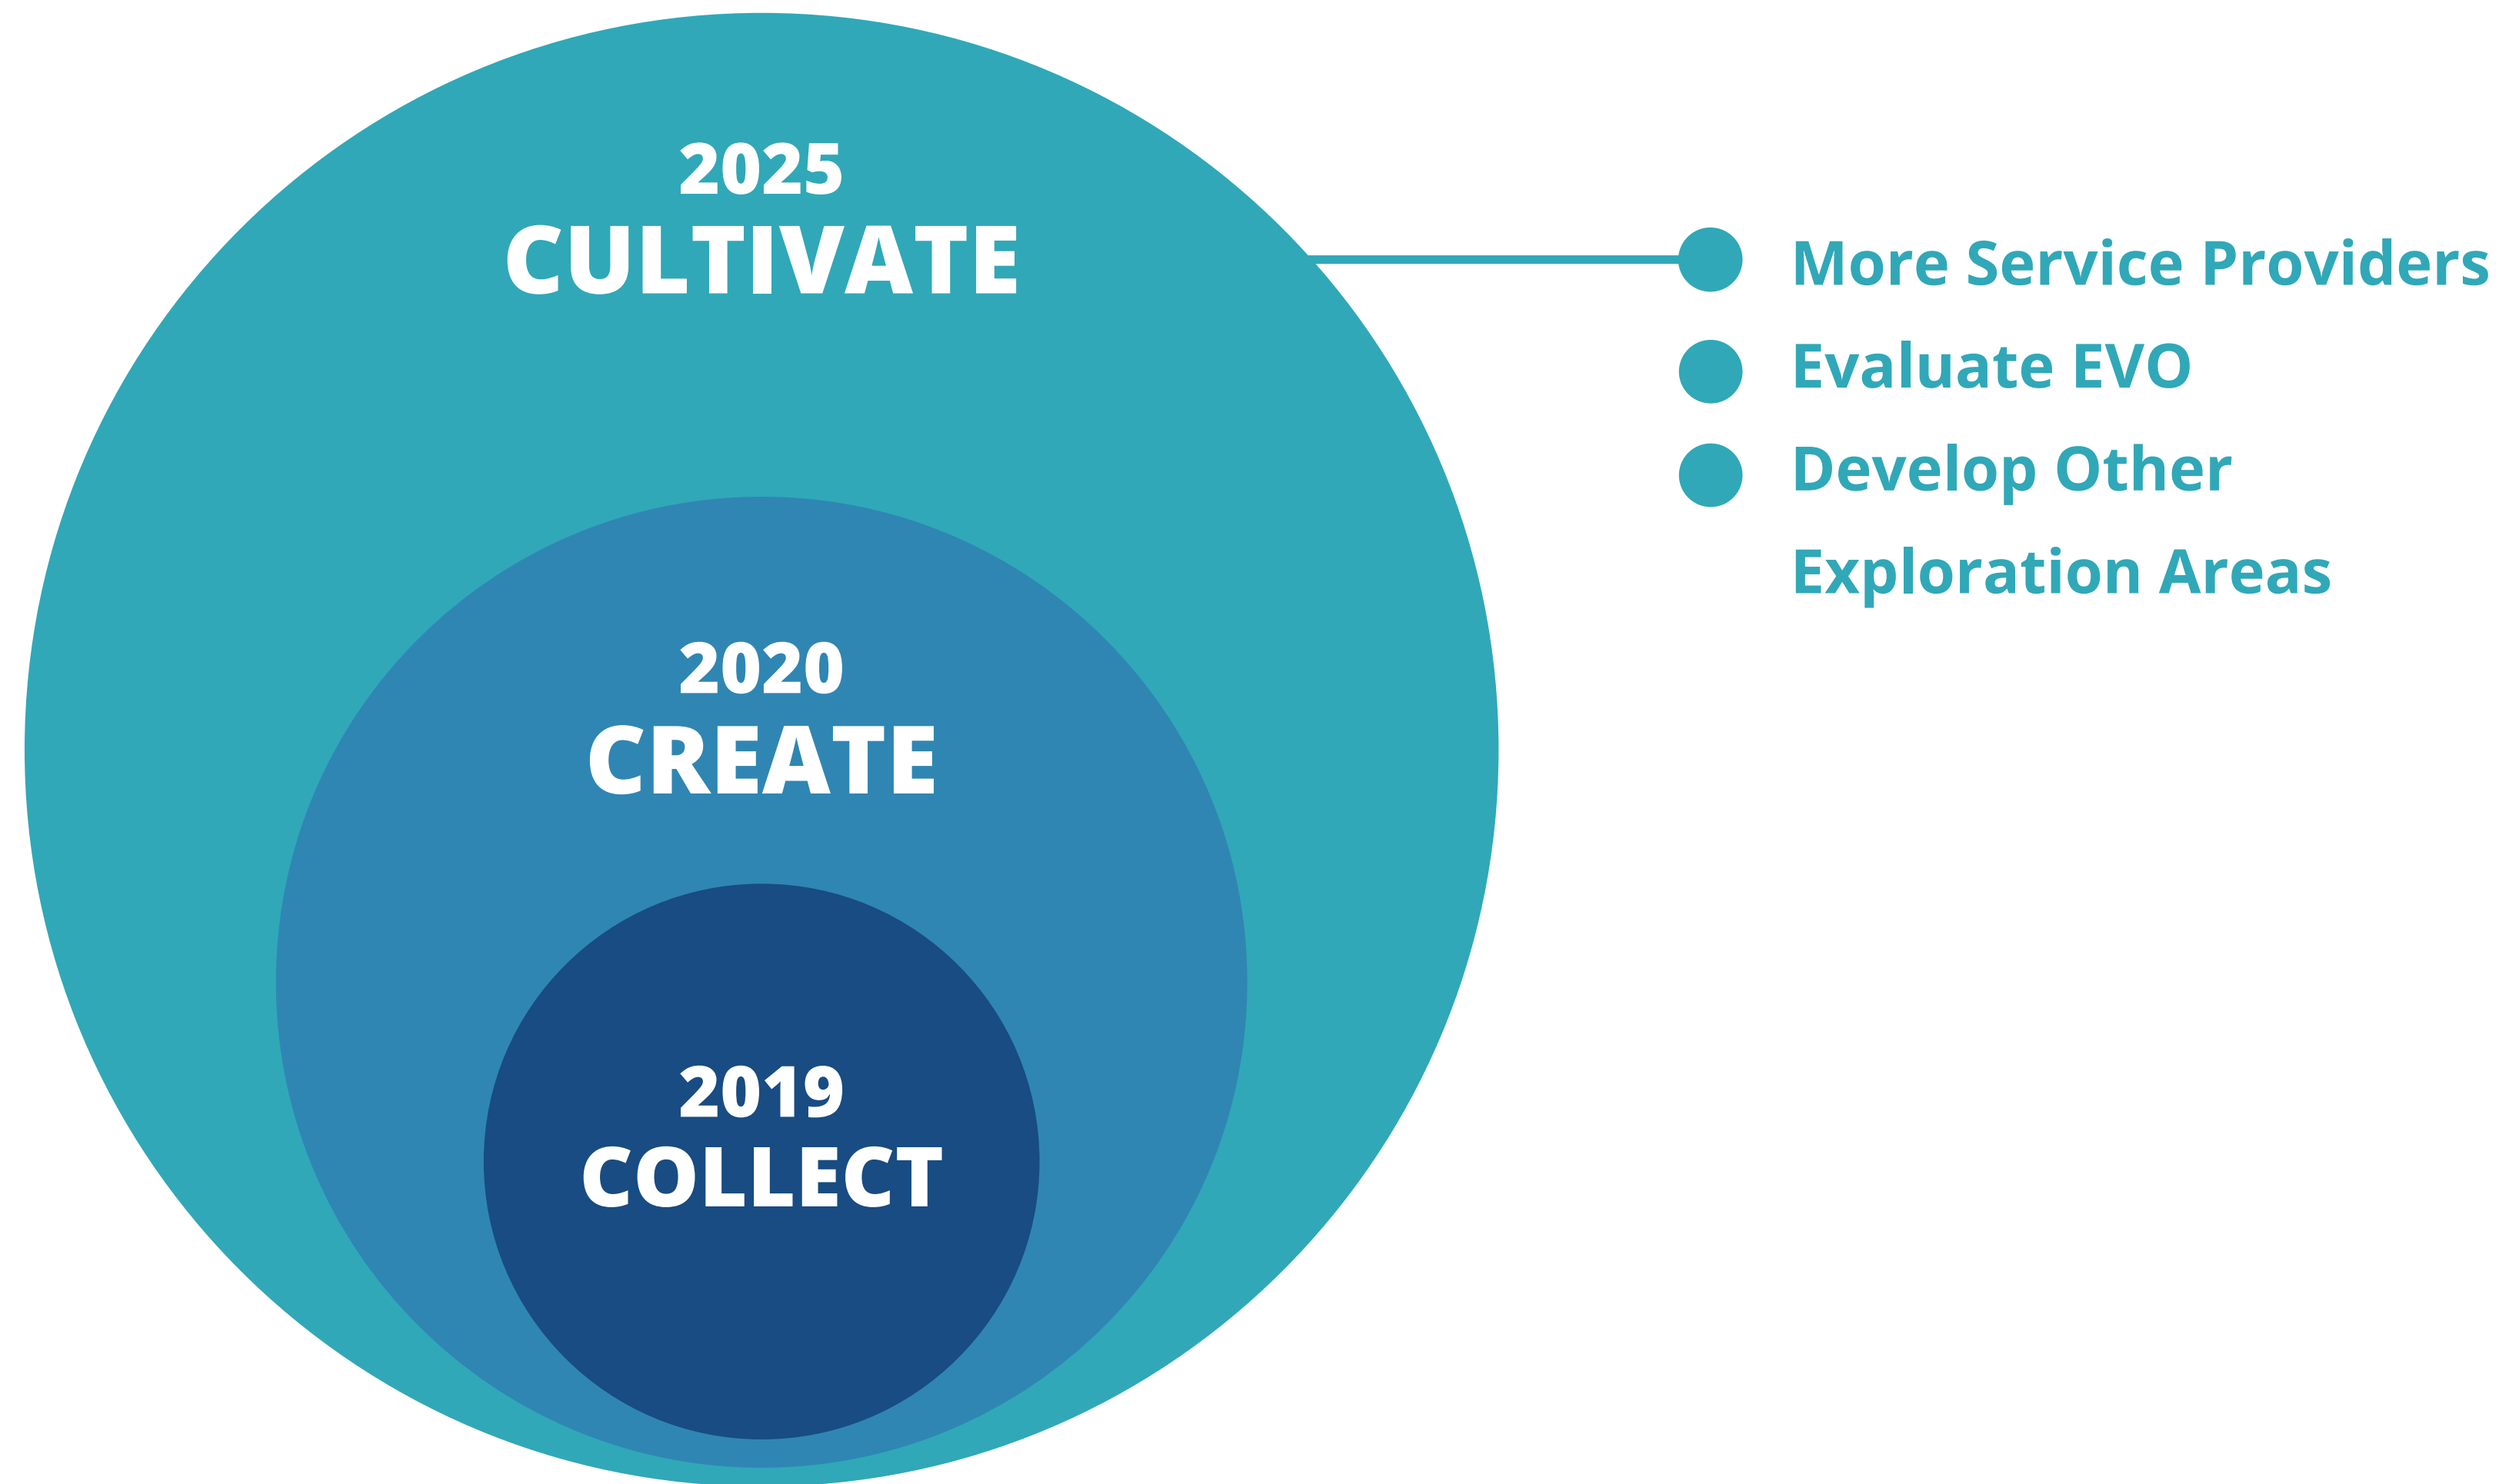 2025
CULTIVATE
More Service Providers
Evaluate EVO
Develop Other
Exploration Areas
2020
CREATE
2019
COLLECT